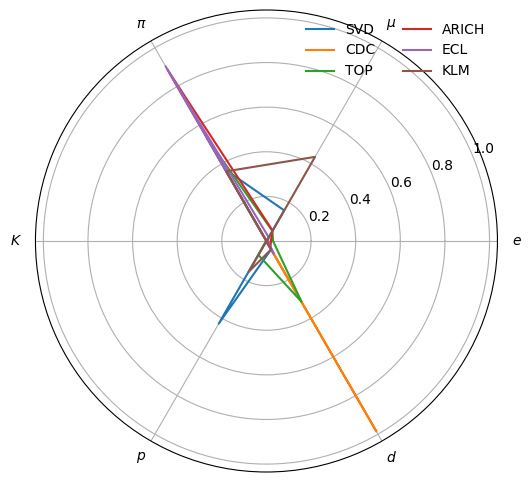 π
μ
SVD ARICH
CDC ECL
TOP KLM
1.0
0.8
0.6
0.4
0.2
K
e
p
d